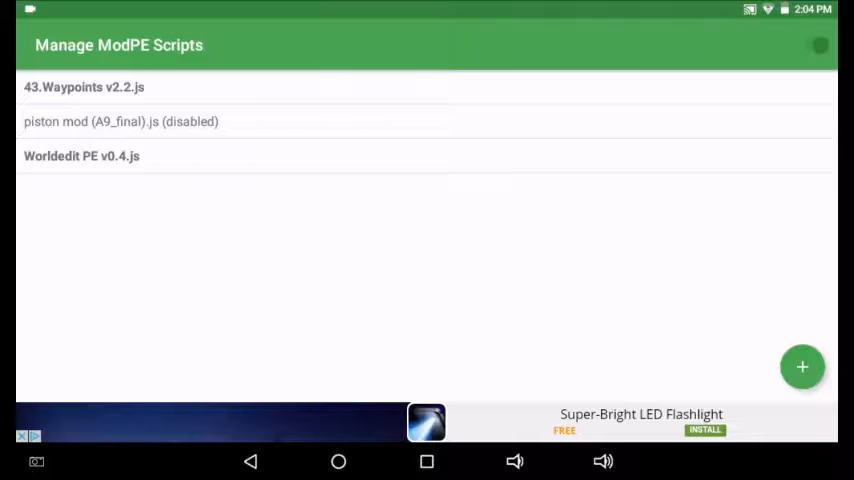 2:04 PM
Manage ModPE Scripts
43.Waypoints v2.2.js
piston mod (A9_final).js (disabled)
Worldedit PE v0.4.js
Super-Bright LED Flashlight
FREE
INSTALL